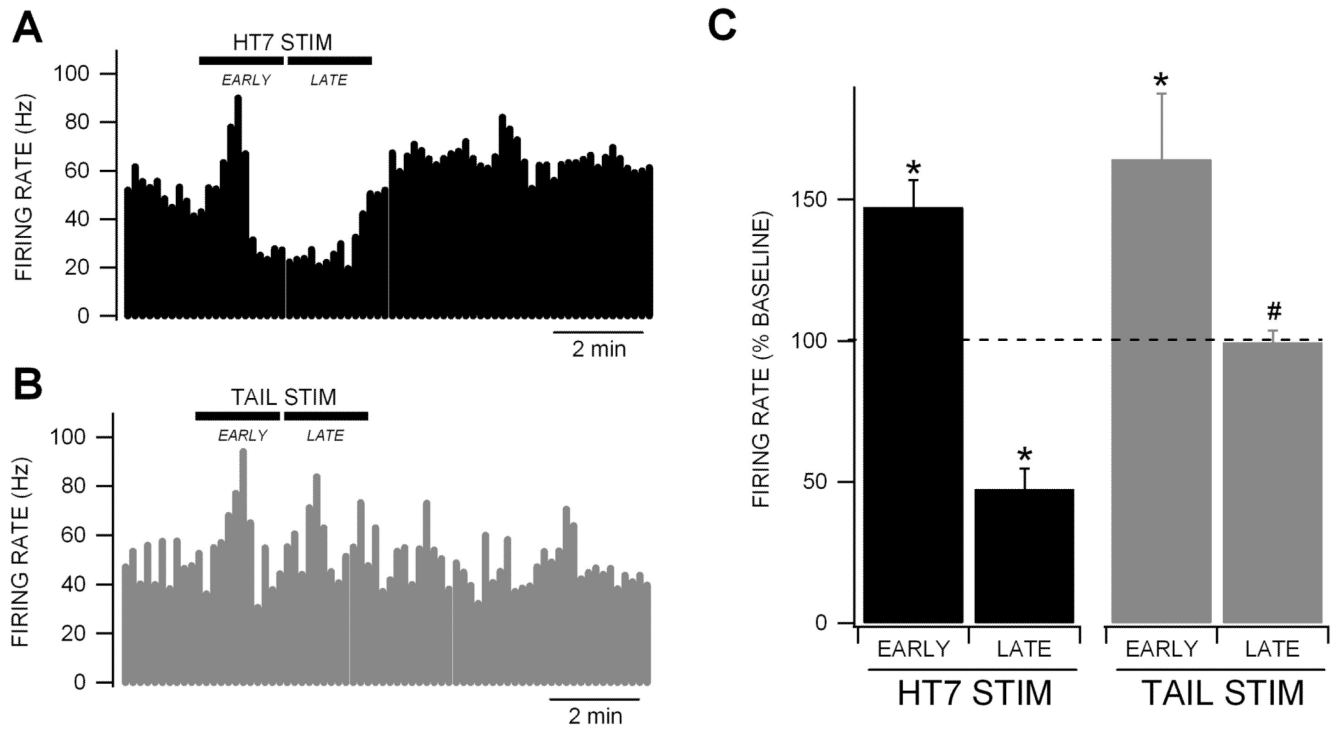 A
HT7 STIM
EARLY LATE
FIRING RATE (Hz)
100
80
60
40
20
0
2 min
B
TAIL STIM
EARLY LATE
FIRING RATE (Hz)
100
80
60
40
20
0
2 min
C
FIRING RATE (% BASELINE)
150
100
50
0
*
*
*
#
EARLY LATE EARLY LATE
HT7 STIM TAIL STIM